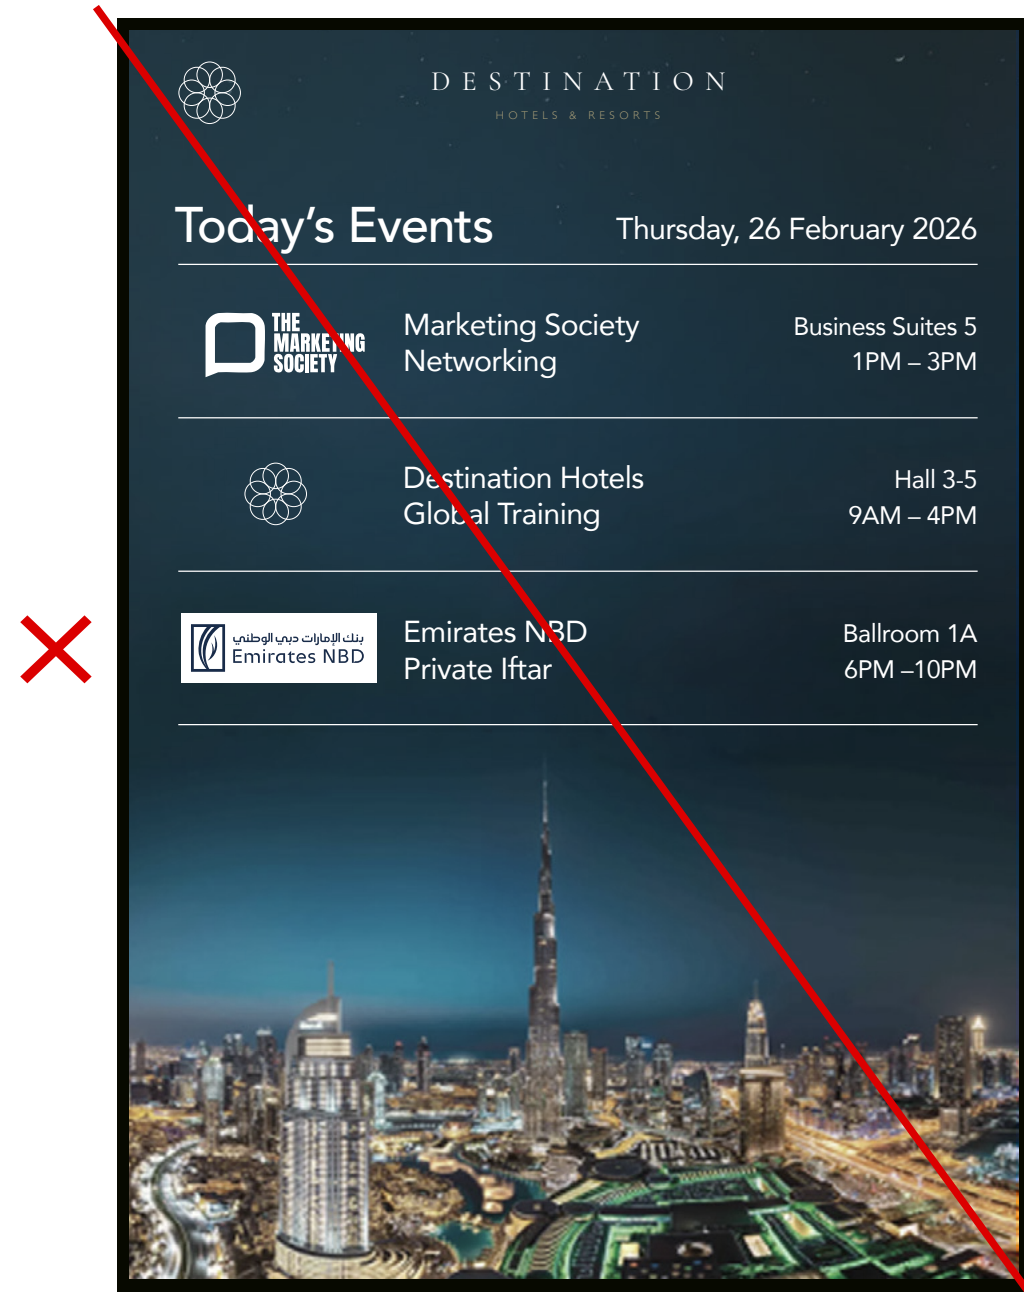 DESTINATION
HOTELS & RESORTS
Today's Events
Thursday, 26 February 2026
THE
MARKETING
SOCIETY
Marketing Society
Networking
Business Suites 5
1PM – 3PM
Destination Hotels
Global Training
Hall 3-5
9AM – 4PM
بنك الإمارات دبي الوطني
Emirates NBD
Emirates NBD
Private Iftar
Ballroom 1A
6PM –10PM